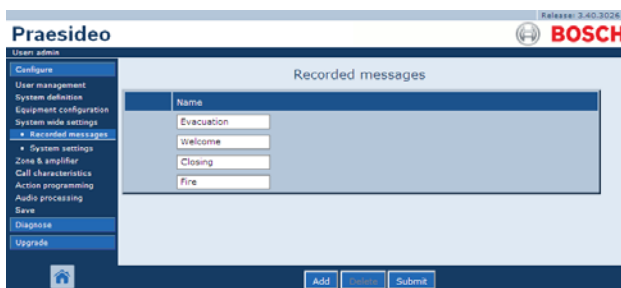 Release: 3.40.3026
Praesideo
BOSCH
User: admin
Configure
User management
System definition
Equipment configuration
System wide settings
• Recorded messages
• System settings
Zone & amplifier
Call characteristics
Action programming
Audio processing
Save
Diagnose
Upgrade
Recorded messages
Name
Evacuation
Welcome
Closing
Fire
Add
Delete
Submit